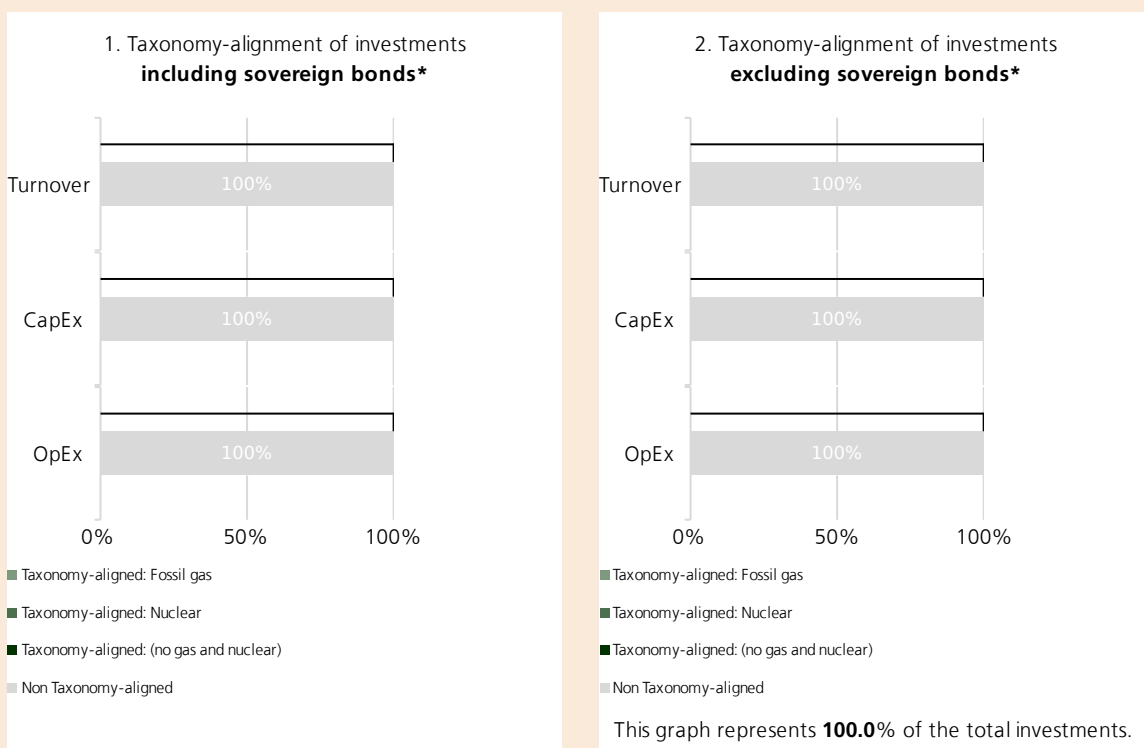 1. Taxonomy-alignment of investments
including sovereign bonds*
Turnover
100%
CapEx
100%
OpEx
100%
0% 50% 100%
Taxonomy-aligned: Fossil gas
Taxonomy-aligned: Nuclear
Taxonomy-aligned: (no gas and nuclear)
Non Taxonomy-aligned
2. Taxonomy-alignment of investments
excluding sovereign bonds*
Turnover
100%
CapEx
100%
OpEx
100%
0% 50% 100%
Taxonomy-aligned: Fossil gas
Taxonomy-aligned: Nuclear
Taxonomy-aligned: (no gas and nuclear)
Non Taxonomy-aligned
This graph represents 100.0% of the total investments.